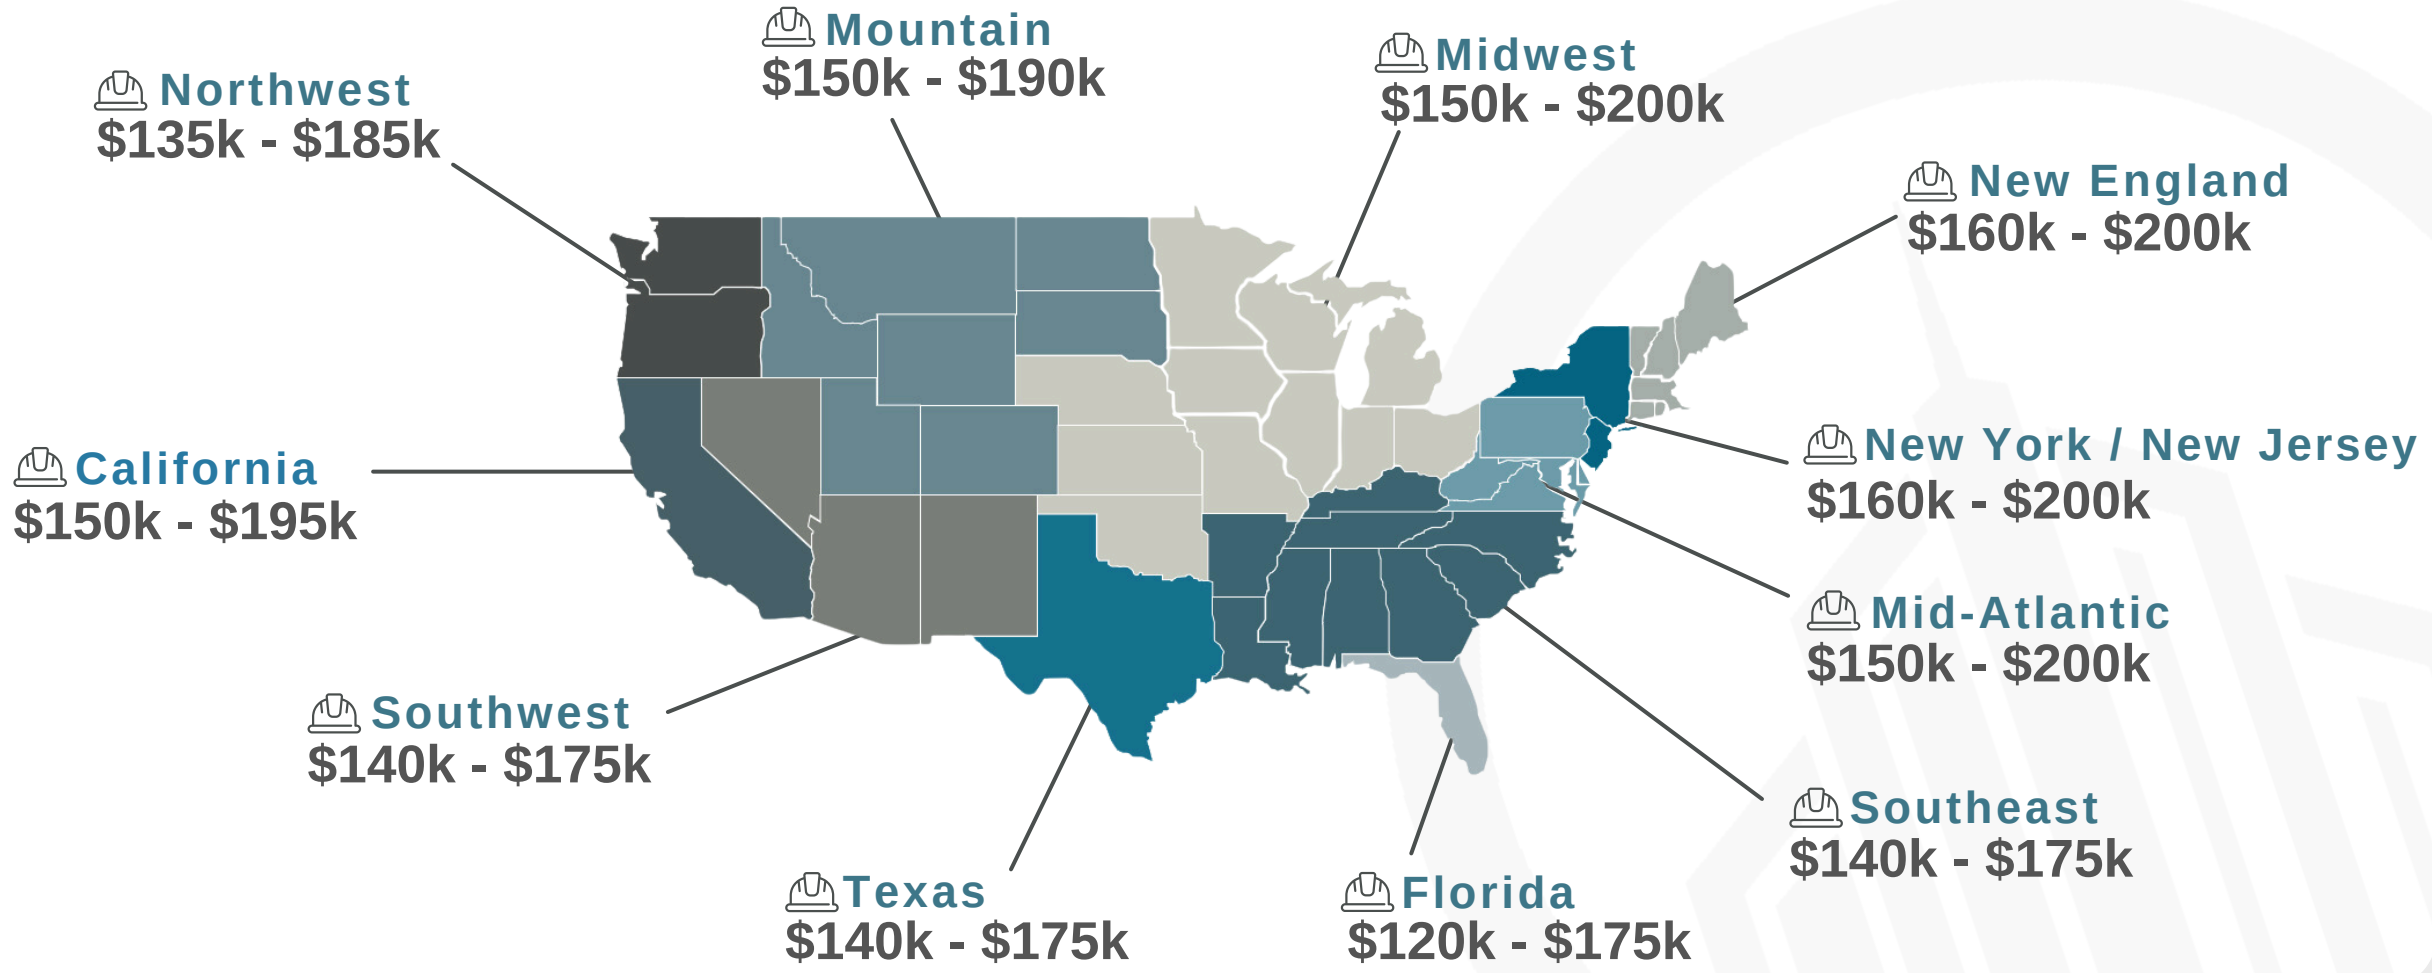 Mountain
$150k - $190k
Midwest
$150k - $200k
Northwest
$135k - $185k
New England
$160k - $200k
California
$150k - $195k
New York / New Jersey
$160k - $200k
Mid-Atlantic
$150k - $200k
Southwest
$140k - $175k
Southeast
$140k - $175k
Texas
$140k - $175k
Florida
$120k - $175k